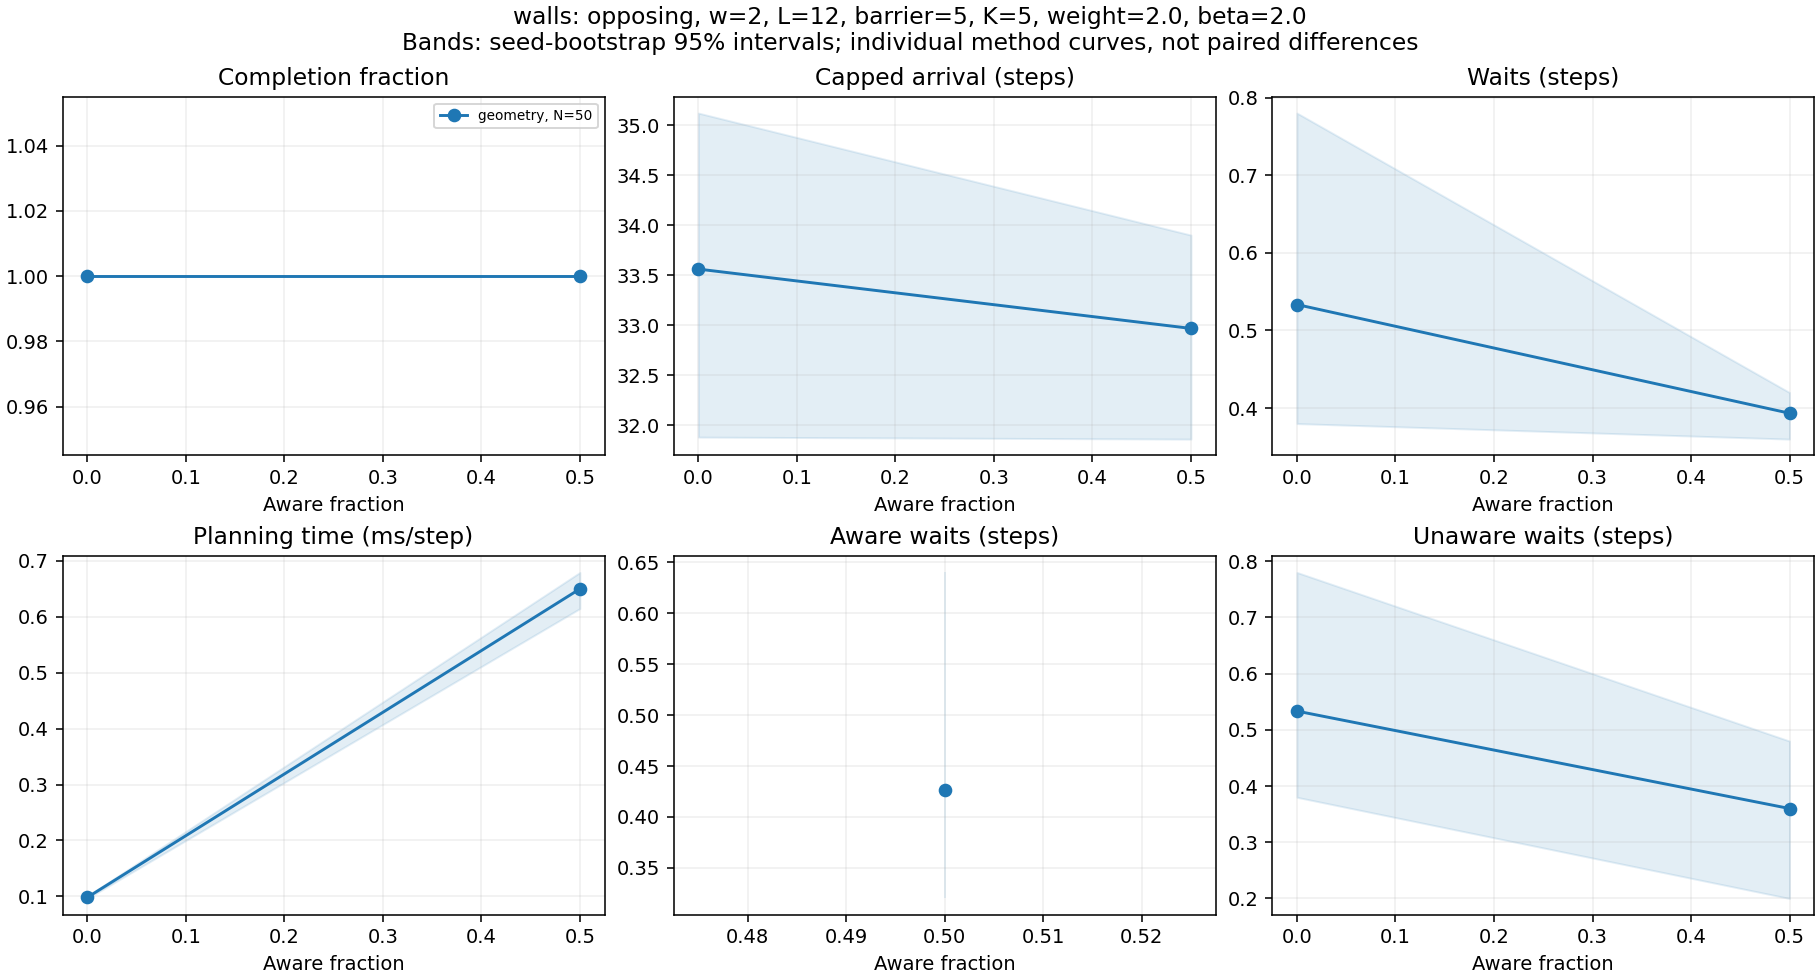 walls: opposing, w=2, L=12, barrier=5, K=5, weight=2.0, beta=2.0
Bands: seed-bootstrap 95% intervals; individual method curves, not paired differences
Completion fraction
geometry, N=50
1.04
1.02
1.00
0.98
0.96
0.0 0.1 0.2 0.3 0.4 0.5
Aware fraction
Capped arrival (steps)
35.0
34.5
34.0
33.5
33.0
32.5
32.0
0.0 0.1 0.2 0.3 0.4 0.5
Aware fraction
Waits (steps)
0.8
0.7
0.6
0.5
0.4
0.0 0.1 0.2 0.3 0.4 0.5
Aware fraction
Planning time (ms/step)
0.7
0.6
0.5
0.4
0.3
0.2
0.1
0.0 0.1 0.2 0.3 0.4 0.5
Aware fraction
Aware waits (steps)
0.65
0.60
0.55
0.50
0.45
0.40
0.35
0.48 0.49 0.50 0.51 0.52
Aware fraction
Unaware waits (steps)
0.8
0.7
0.6
0.5
0.4
0.3
0.2
0.0 0.1 0.2 0.3 0.4 0.5
Aware fraction